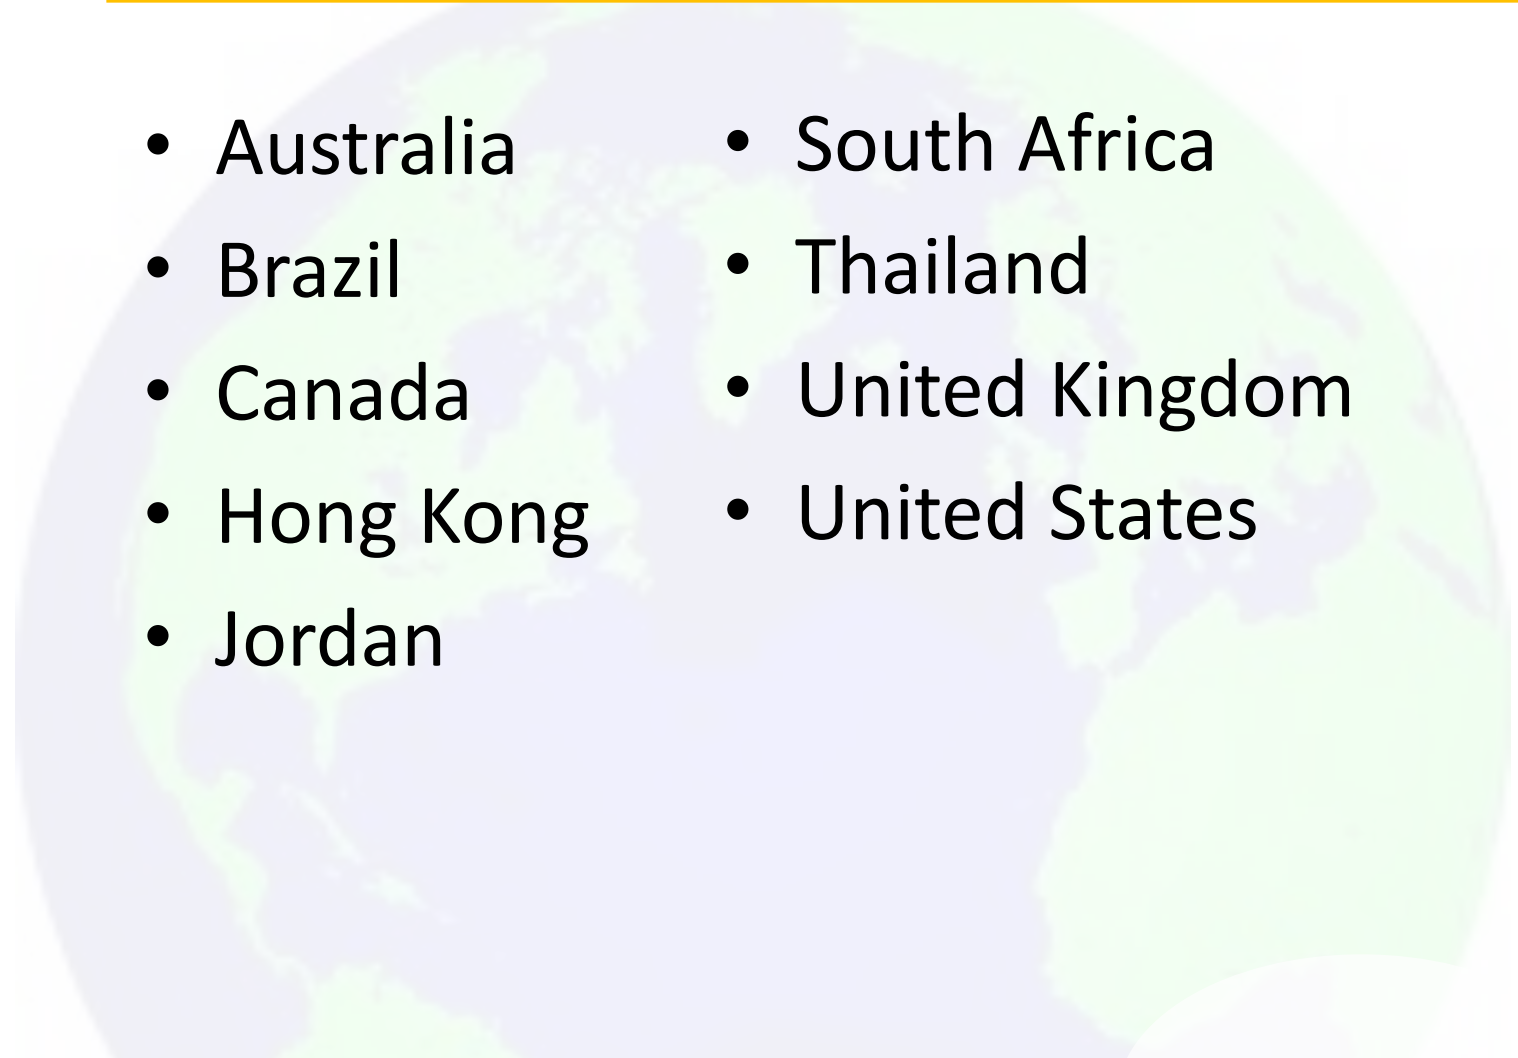 • Australia
• Brazil
• Canada
• Hong Kong
• Jordan
• South Africa
• Thailand
• United Kingdom
• United States